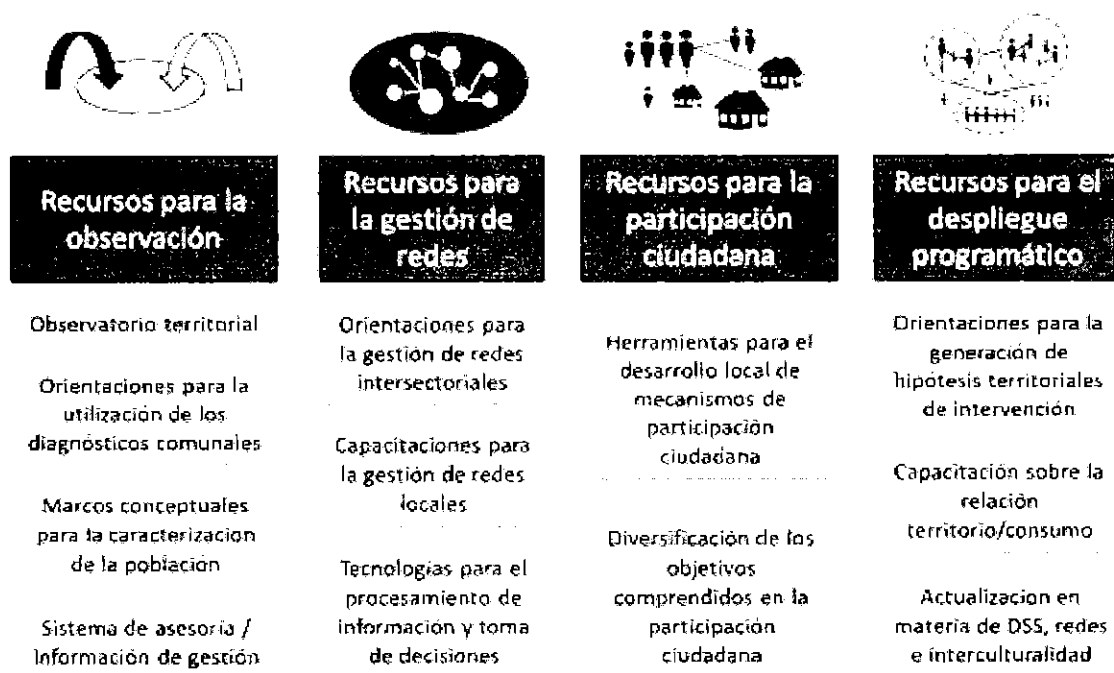 Recursos para la
observación
Observatorio territorial
Orientaciones para la
utilización de los
diagnósticos comunales
Marcos conceptuales
para la caracterizacion
de la población
Sistema de asesoría /
Información de gestión
Recursos para
la gestión de
redes
Orientaciones para
la gestión de redes
intersectoriales
Capacitaciones para
la gestión de redes
locales
Tecnologías para el
procesamiento de
información y toma
de decisiones
Recursos para la
participación
ciudadana
Herramientas para el
desarrollo local de
mecanismos de
participación
ciudadana
Diversificación de los
objetivos
comprendidos en la
participación
ciudadana
Recursos para el
despliegue
programático
Orientaciones para la
generación de
hipótesis territoriales
de intervención
Capacitación sobre la
relación
territorio/consumo
Actualizacion en
materia de DSS, redes
e interculturalidad